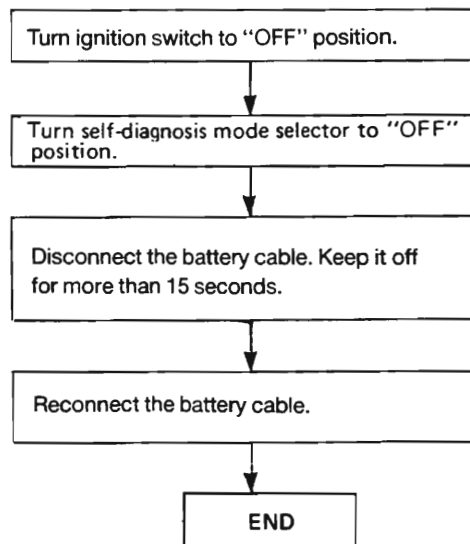 Turn ignition switch to “OFF” position.
Turn self-diagnosis mode selector to “OFF”
position.
Disconnect the battery cable. Keep it off
for more than 15 seconds.
Reconnect the battery cable.
END